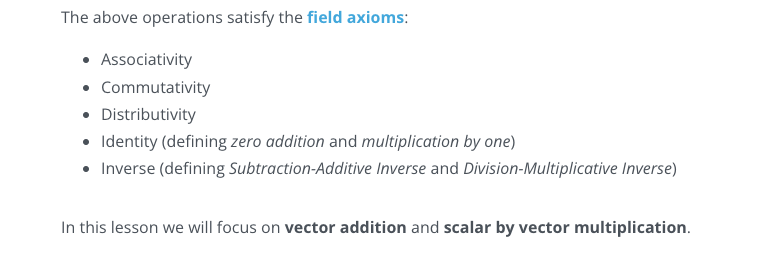 The above operations satisfy the field axioms:
Associativity
Commutativity
Distributivity
Identity (defining zero addition and multiplication by one)
Inverse (defining Subtraction-Additive Inverse and Division-Multiplicative Inverse)
In this lesson we will focus on vector addition and scalar by vector multiplication.